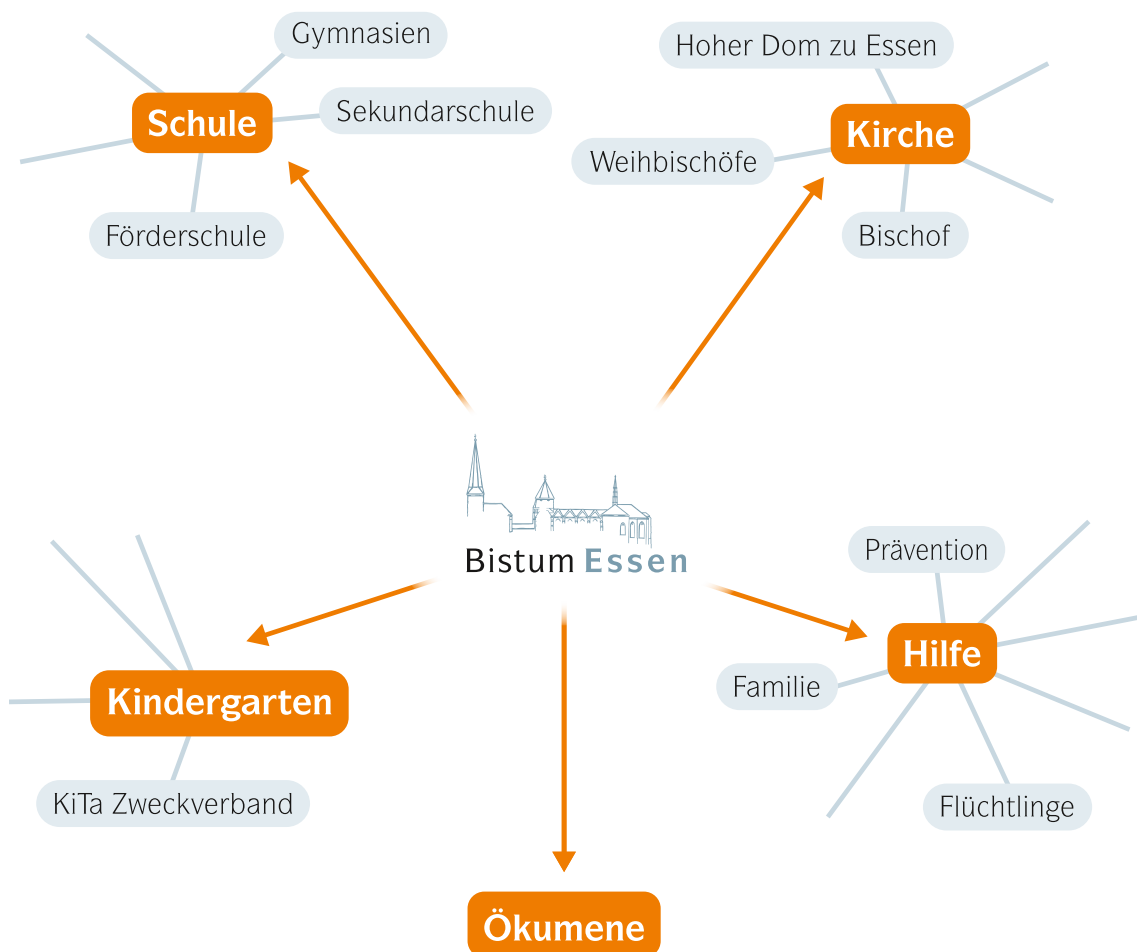 Gymnasien
Hoher Dom zu Essen
Schule
Sekundarschule
Kirche
Weihbischöfe
Förderschule
Bischof
Bistum Essen
Prävention
Hilfe
Familie
Kindergarten
KiTa Zweckverband
Flüchtlinge
Ökumene